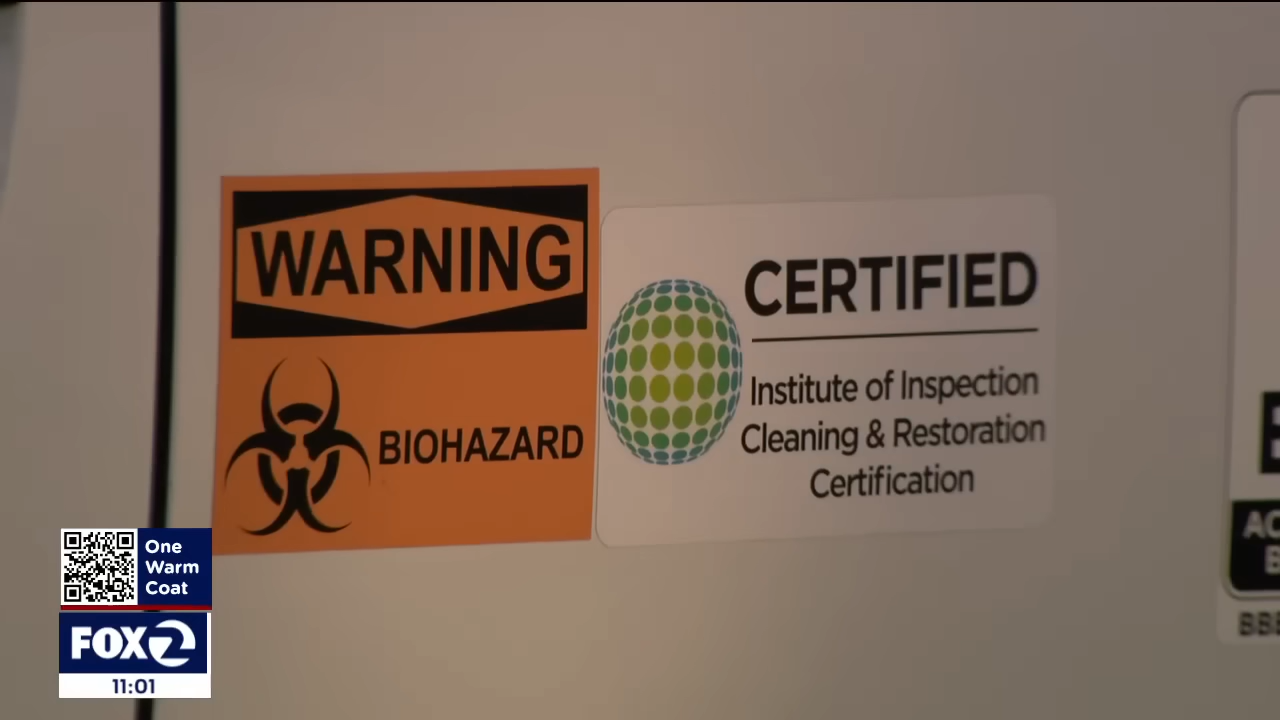 WARNING
BIOHAZARD
CERTIFIED
Institute of Inspection
Cleaning & Restoration
Certification
One
Warm
Coat
FOX 2
11:01